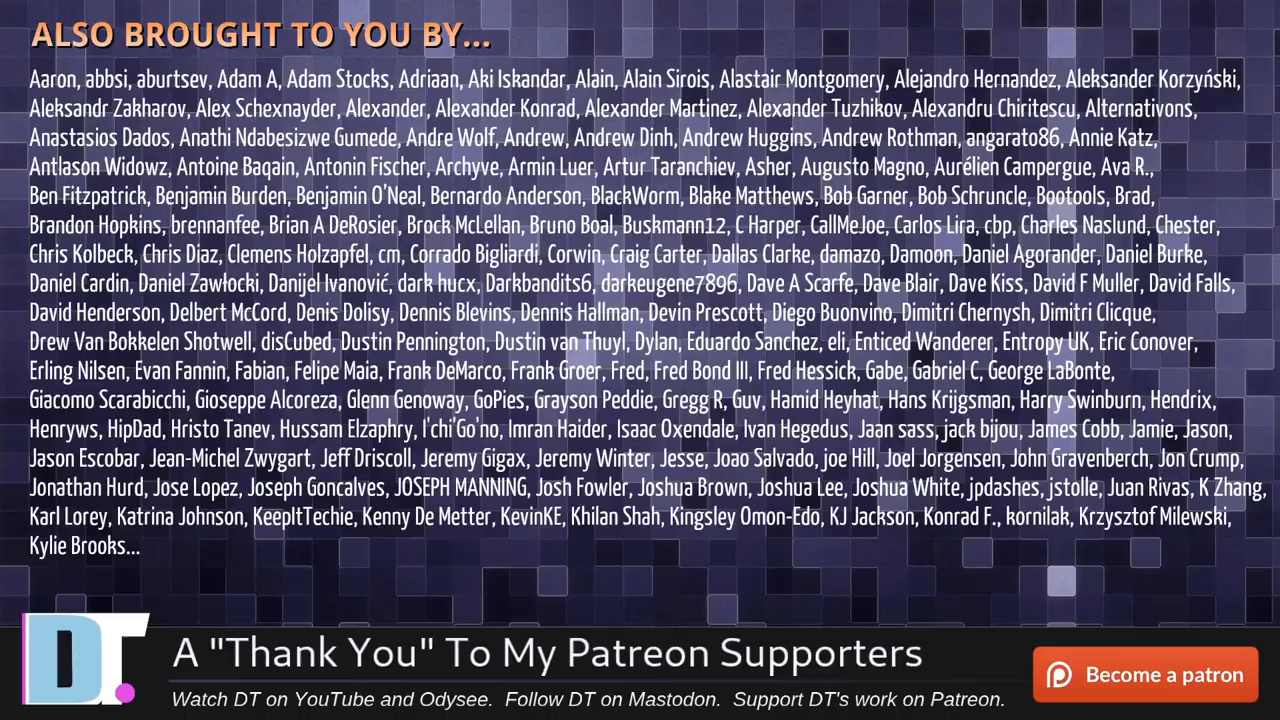 ALSO BROUGHT TO YOU BY...
Aaron, abbsi, aburtsev, Adam A, Adam Stocks, Adriaan, Aki Iskandar, Alain, Alain Sirois, Alastair Montgomery, Alejandro Hernandez, Aleksander Korzyński,
Aleksandr Zakharov, Alex Schexnayder, Alexander, Alexander Konrad, Alexander Martinez, Alexander Tuzhikov, Alexandru Chiritescu, Alternativons,
Anastasios Dados, Anathi Ndabesizwe Gumede, Andre Wolf, Andrew, Andrew Dinh, Andrew Huggins, Andrew Rothman, angarato86, Annie Katz,
Antlason Widowz, Antoine Baqain, Antonin Fischer, Archyve, Armin Luer, Artur Taranchiev, Asher, Augusto Magno, Aurélien Campergue, Ava R.,
Ben Fitzpatrick, Benjamin Burden, Benjamin O'Neal, Bernardo Anderson, BlackWorm, Blake Matthews, Bob Garner, Bob Schruncle, Bootools, Brad,
Brandon Hopkins, brennanfee, Brian A DeRosier, Brock McLellan, Bruno Boal, Buskmann12, C Harper, CallMeJoe, Carlos Lira, cbp, Charles Naslund, Chester,
Chris Kolbeck, Chris Diaz, Clemens Holzapfel, cm, Corrado Bigliardi, Corwin, Craig Carter, Dallas Clarke, damazo, Damoon, Daniel Agorander, Daniel Burke,
Daniel Cardin, Daniel Zawłocki, Danijel Ivanović, dark hucx, Darkbandits6, darkeugene7896, Dave A Scarfe, Dave Blair, Dave Kiss, David F Muller, David Falls,
David Henderson, Delbert McCord, Denis Dolisy, Dennis Blevins, Dennis Hallman, Devin Prescott, Diego Buonvino, Dimitri Chernysh, Dimitri Clicque,
Drew Van Bokkelen Shotwell, disCubed, Dustin Pennington, Dustin van Thuyl, Dylan, Eduardo Sanchez, eli, Enticed Wanderer, Entropy UK, Eric Conover,
Erling Nilsen, Evan Fannin, Fabian, Felipe Maia, Frank DeMarco, Frank Groer, Fred, Fred Bond III, Fred Hessick, Gabe, Gabriel C, George LaBonte,
Giacomo Scarabicchi, Gioseppe Alcoreza, Glenn Genoway, GoPies, Grayson Peddie, Gregg R, Guv, Hamid Heyhat, Hans Krijgsman, Harry Swinburn, Hendrix,
Henryws, HipDad, Hristo Tanev, Hussam Elzaphry, I'chi'Go'no, Imran Haider, Isaac Oxendale, Ivan Hegedus, Jaan sass, jack bijou, James Cobb, Jamie, Jason,
Jason Escobar, Jean-Michel Zwygart, Jeff Driscoll, Jeremy Gigax, Jeremy Winter, Jesse, Joao Salvado, joe Hill, Joel Jorgensen, John Gravenberch, Jon Crump,
Jonathan Hurd, Jose Lopez, Joseph Goncalves, JOSEPH MANNING, Josh Fowler, Joshua Brown, Joshua Lee, Joshua White, jpdashes, jstolle, Juan Rivas, K Zhang,
Karl Lorey, Katrina Johnson, KeepItTechie, Kenny De Metter, KevinKE, Khilan Shah, Kingsley Omon-Edo, KJ Jackson, Konrad F., kornilak, Krzysztof Milewski,
Kylie Brooks...
DT.
A "Thank You" To My Patreon Supporters
Become a patron
Watch DT on YouTube and Odysee. Follow DT on Mastodon. Support DT's work on Patreon.